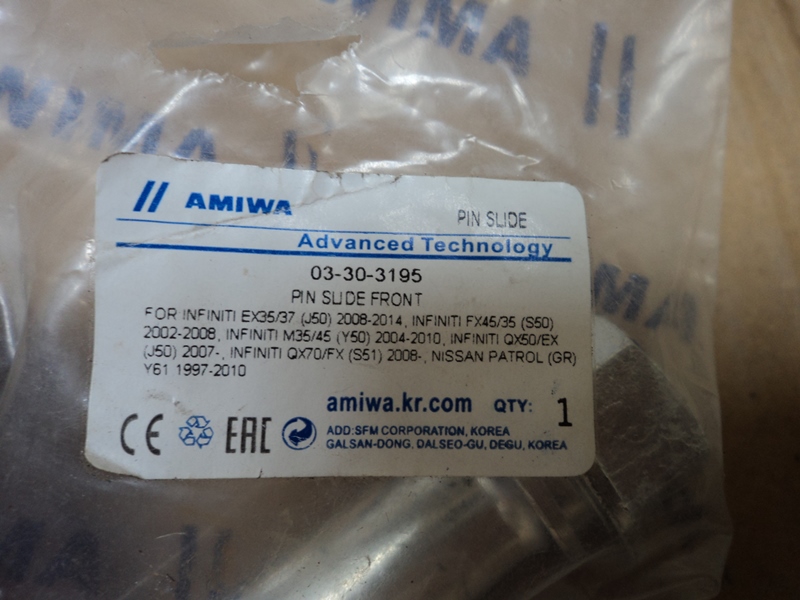 AMIWA
AMIWA
AMIWA
PIN SLIDE
Advanced Technology
03-30-3195
PIN SLIDE FRONT
FOR INFINITI EX35/37 (J50) 2008-2014, INFINITI FX45/35 (S50)
2002-2008, INFINITI M35/45 (Y50) 2004-2010, INFINITI QX50/EX
(J50) 2007-, INFINITI QX70/FX (S51) 2008-, NISSAN PATROL (GR)
Y61 1997-2010
amiwa.kr.com QTY: 1
CE EAC ADD:SFM CORPORATION, KOREA
GALSAN-DONG, DALSEO-GU, DEGU, KOREA